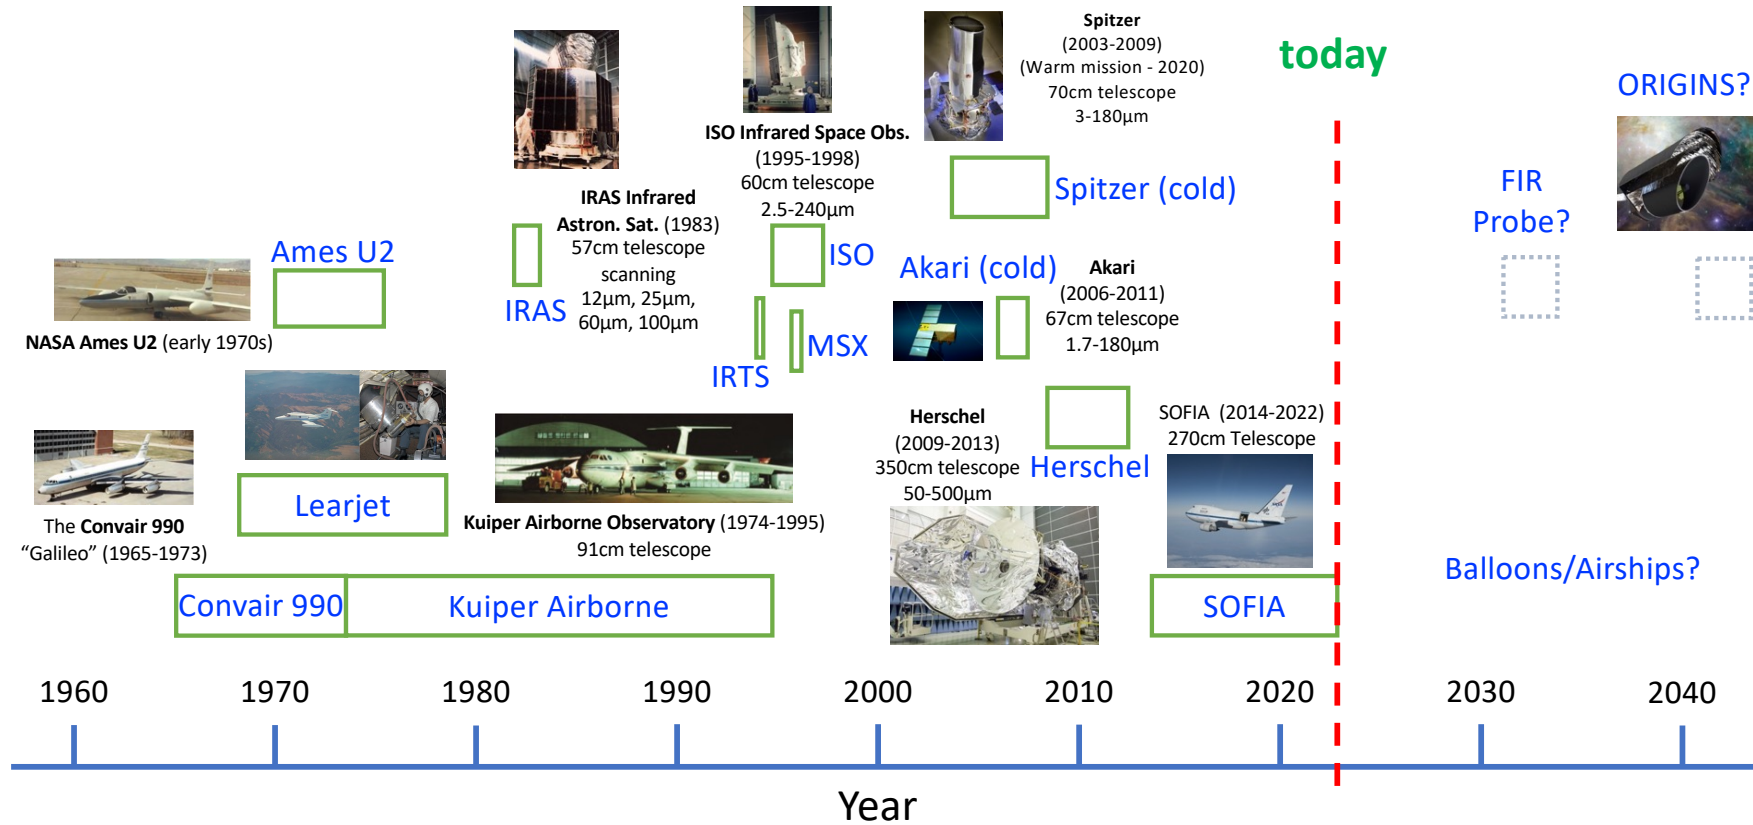 Spitzer
(2003-2009)
(Warm mission - 2020)
70cm telescope
3-180µm
today
ORIGINS?
ISO Infrared Space Obs.
(1995-1998)
60cm telescope
2.5-240µm
Spitzer (cold)
FIR
Probe?
IRAS Infrared
Astron. Sat. (1983)
57cm telescope
scanning
12µm, 25µm,
60µm, 100µm
IRAS
Ames U2
NASA Ames U2 (early 1970s)
ISO
Akari (cold)
Akari
(2006-2011)
67cm telescope
1.7-180µm
MSX
IRTS
Herschel
(2009-2013)
350cm telescope
50-500µm
Herschel
SOFIA (2014-2022)
270cm Telescope
Learjet
The Convair 990
“Galileo” (1965-1973)
Kuiper Airborne Observatory (1974-1995)
91cm telescope
Balloons/Airships?
Convair 990
Kuiper Airborne
SOFIA
1960
1970
1980
1990
2000
2010
2020
2030
2040
Year